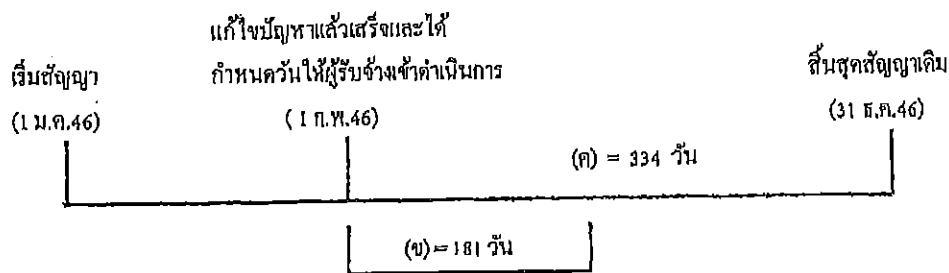 แก้ไขปัญหาแล้วเสร็จและได้
เริ่มสัญญา กำหนดวันให้ผู้รับจ้างเข้าดำเนินการ สิ้นสุดสัญญาเดิม
(1 ม.ค.46) (1 ก.พ.46) (31 ธ.ค.46)
(ค) = 334 วัน
(ข) = 181 วัน